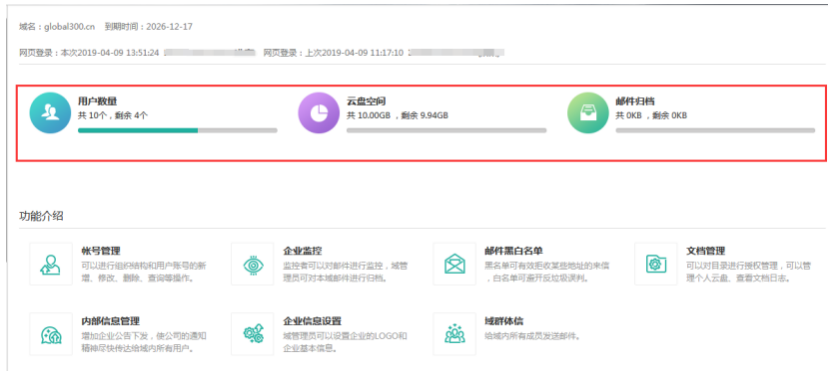 域名：global300.cn 到期时间：2026-12-17
网页登录：本次2019-04-09 13:51:24 网页登录：上次2019-04-09 11:17:10
用户数量
共 10个，剩余 4个
云盘空间
共 10.00GB ，剩余 9.94GB
邮件归档
共 0KB ，剩余 0KB
功能介绍
帐号管理
可以进行组织结构和用户账号的新
增、修改、删除、查询等操作。
企业监控
监控者可以对邮件进行监控，域管
理员可对本域邮件进行归档。
邮件黑白名单
黑名单可有效拒收某些地址的来信
，白名单可避开反垃圾误判。
文档管理
可以对目录进行授权管理，可以管
理个人云盘、查看文档日志。
内部信息管理
增加企业公告下发，使公司的通知
精神尽快传达给域内所有用户。
企业信息设置
域管理员可以设置企业的LOGO和
企业基本信息。
域群体信
给域内所有成员发送邮件。